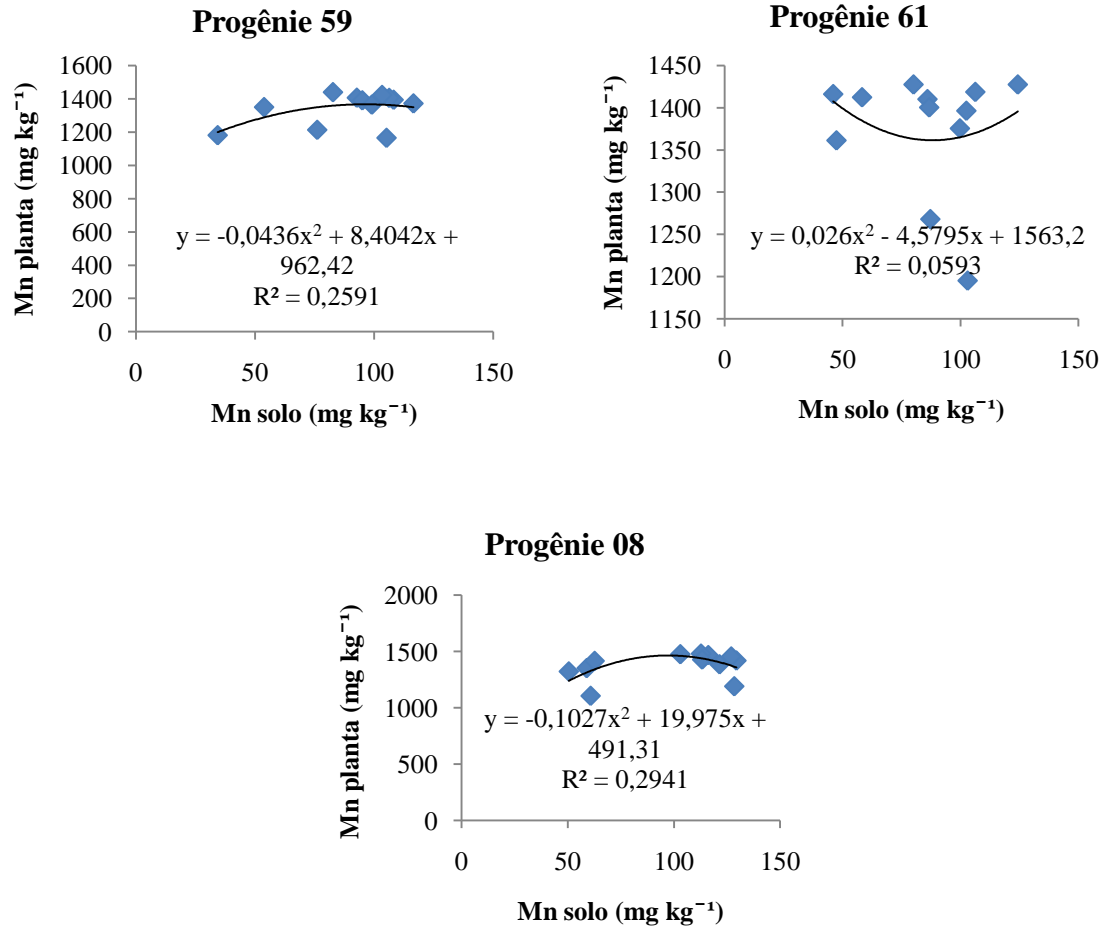 Progênie 59
Mn planta (mg kg⁻¹)
1600
1400
1200
1000
800
600
400
200
0
y = -0,0436x² + 8,4042x +
962,42
R² = 0,2591
0 50 100 150
Mn solo (mg kg⁻¹)
Progênie 61
Mn planta (mg kg⁻¹)
1450
1400
1350
1300
1250
1200
1150
y = 0,026x² - 4,5795x + 1563,2
R² = 0,0593
0 50 100 150
Mn solo (mg kg⁻¹)
Progênie 08
Mn planta (mg kg⁻¹)
2000
1500
1000
500
0
y = -0,1027x² + 19,975x +
491,31
R² = 0,2941
0 50 100 150
Mn solo (mg kg⁻¹)